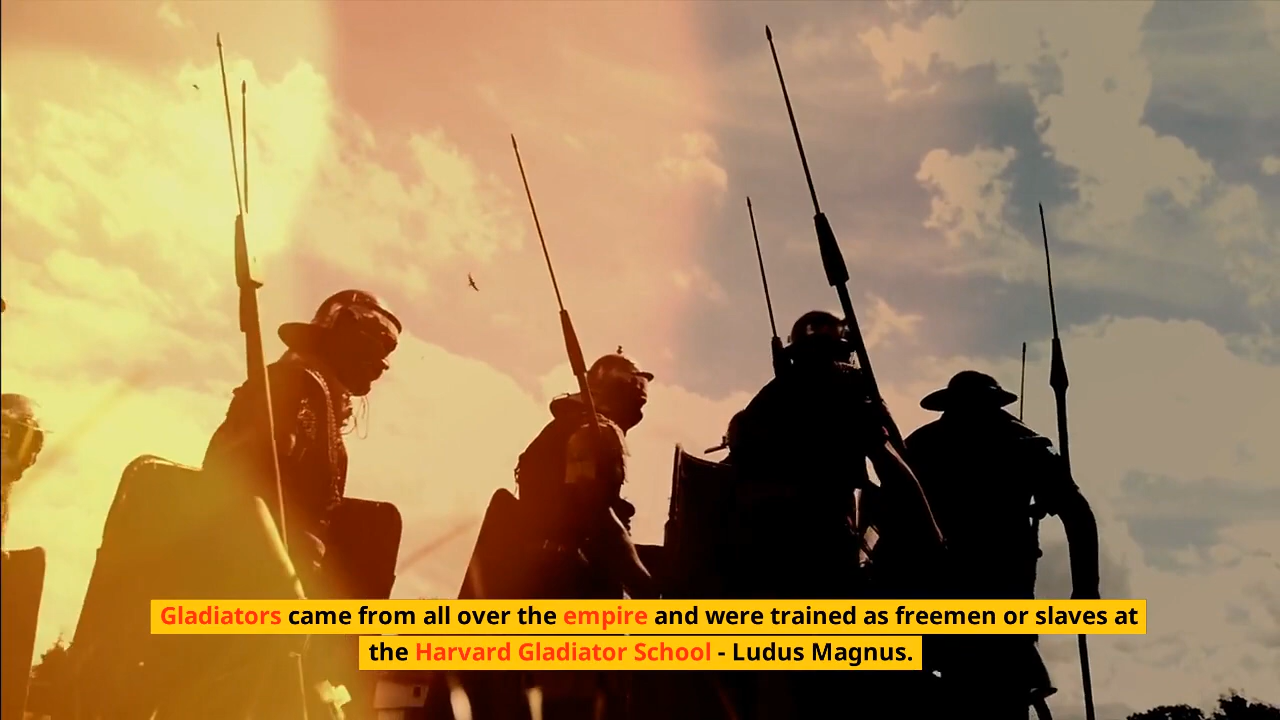 Gladiators came from all over the empire and were trained as freemen or slaves at
the Harvard Gladiator School - Ludus Magnus.